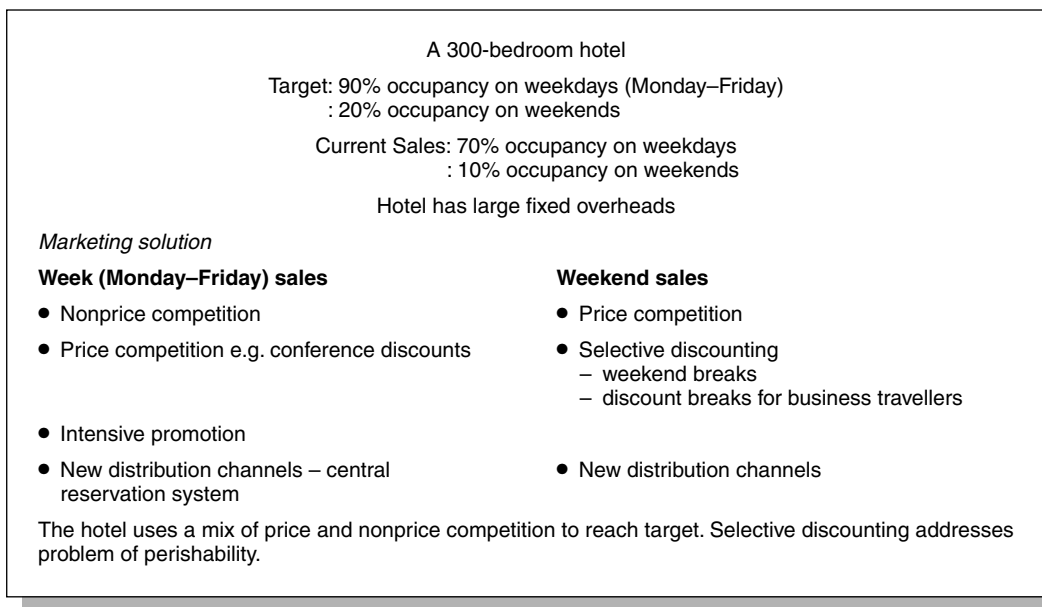 A 300-bedroom hotel
Target: 90% occupancy on weekdays (Monday–Friday)
: 20% occupancy on weekends
Current Sales: 70% occupancy on weekdays
: 10% occupancy on weekends
Hotel has large fixed overheads
Marketing solution
Week (Monday–Friday) sales Weekend sales
● Nonprice competition ● Price competition
● Price competition e.g. conference discounts ● Selective discounting
– weekend breaks
– discount breaks for business travellers
● Intensive promotion
● New distribution channels – central ● New distribution channels
reservation system
The hotel uses a mix of price and nonprice competition to reach target. Selective discounting addresses
problem of perishability.